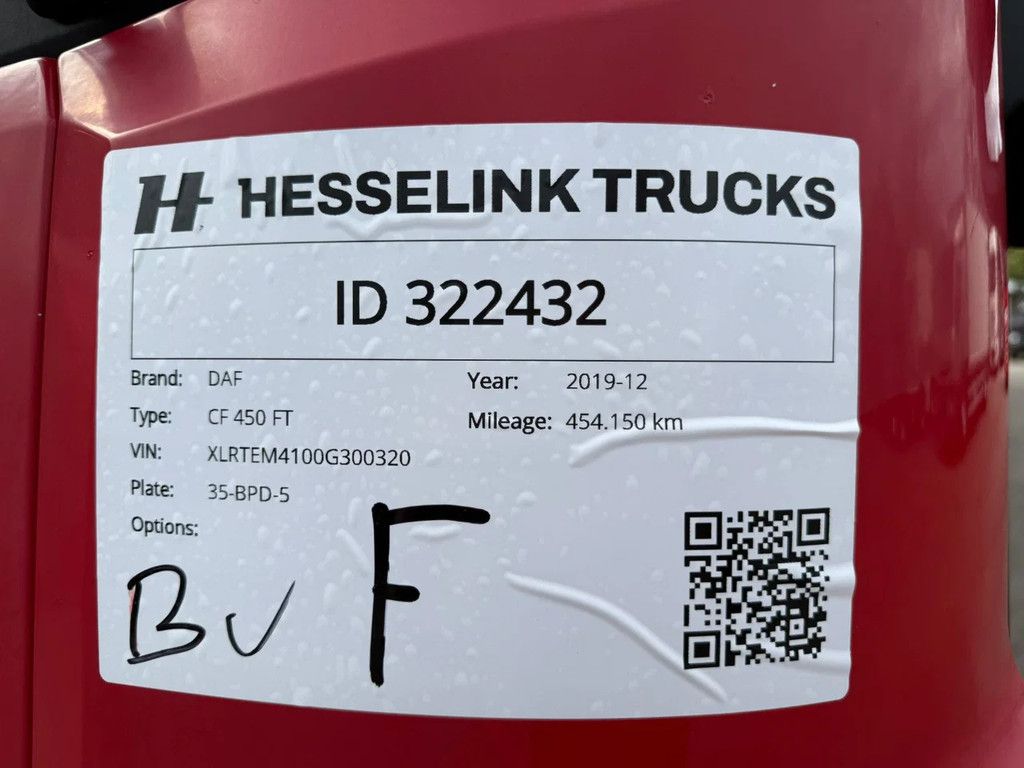 H HESSELINK TRUCKS
ID 322432
Brand: DAF Year: 2019-12
Type: CF 450 FT Mileage: 454.150 km
VIN: XLRTEM4100G300320
Plate: 35-BPD-5
Options:
BV F